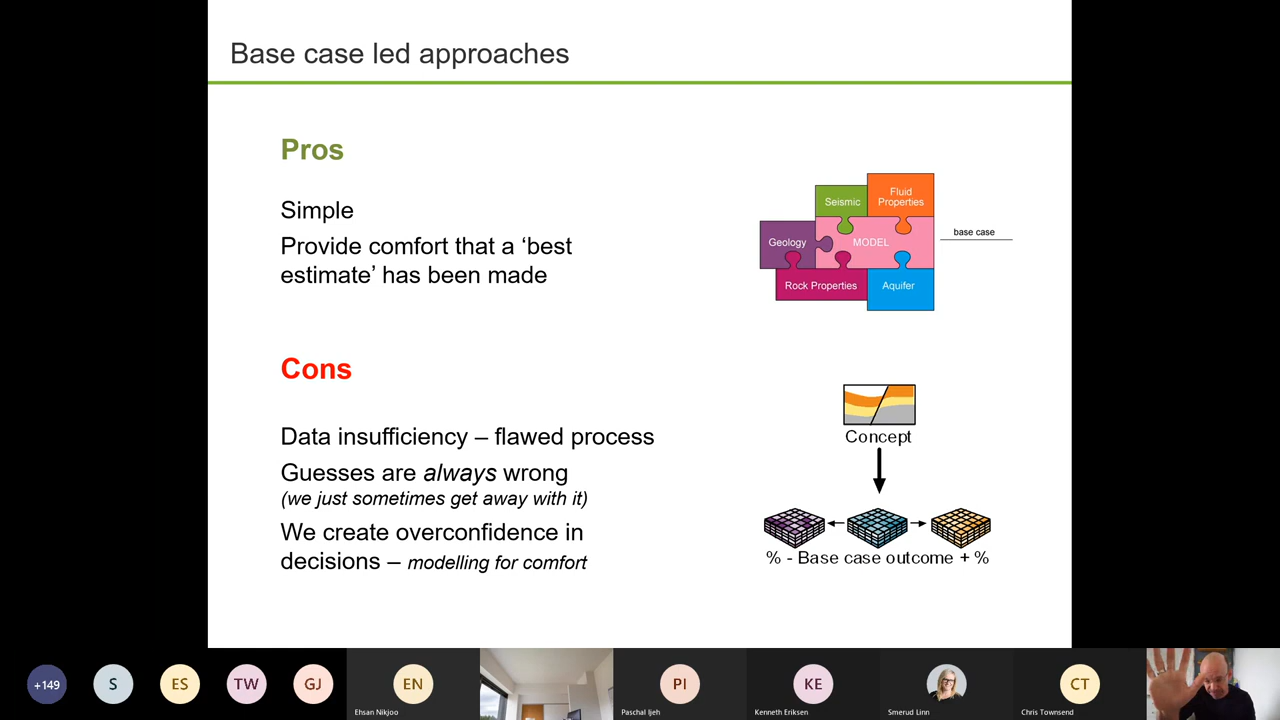 Base case led approaches
Pros
Simple
Provide comfort that a ‘best
estimate’ has been made
Seismic
Fluid
Properties
Geology
MODEL
base case
Rock Properties
Aquifer
Cons
Data insufficiency – flawed process
Guesses are always wrong
(we just sometimes get away with it)
We create overconfidence in
decisions – modelling for comfort
Concept
% - Base case outcome + %
+149
S
ES
TW
GJ
EN
Ehsan Nikjoo
PI
Paschal Ijeh
KE
Kenneth Eriksen
Smerud Linn
CT
Chris Townsend